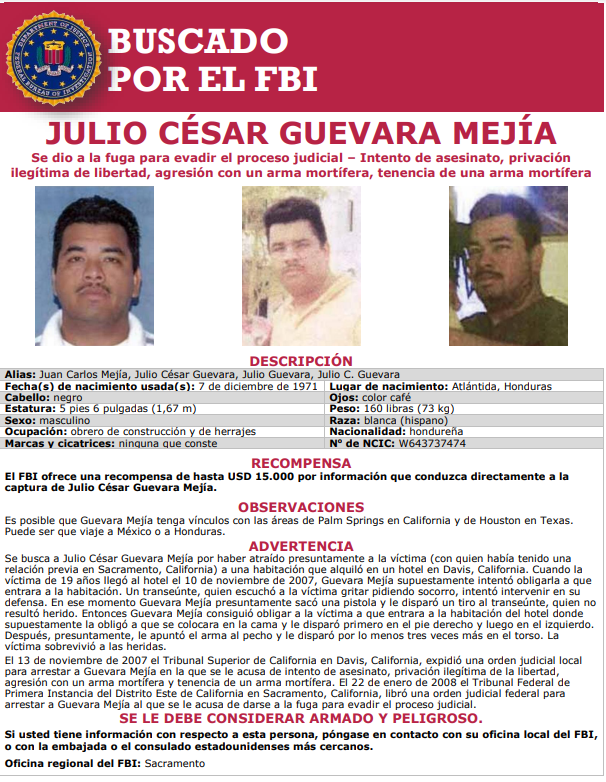 BUSCADO
POR EL FBI
JULIO CÉSAR GUEVARA MEJÍA
Se dio a la fuga para evadir el proceso judicial – Intento de asesinato, privación
ilegítima de libertad, agresión con un arma mortífera, tenencia de una arma mortífera
DESCRIPCIÓN
Alias: Juan Carlos Mejía, Julio César Guevara, Julio Guevara, Julio C. Guevara
Fecha(s) de nacimiento usada(s): 7 de diciembre de 1971 Lugar de nacimiento: Atlántida, Honduras
Cabello: negro Ojos: color café
Estatura: 5 pies 6 pulgadas (1,67 m) Peso: 160 libras (73 kg)
Sexo: masculino Raza: blanca (hispano)
Ocupación: obrero de construcción y de herrajes Nacionalidad: hondureña
Marcas y cicatrices: ninguna que conste Nº de NCIC: W643737474
RECOMPENSA
El FBI ofrece una recompensa de hasta USD 15.000 por información que conduzca directamente a la
captura de Julio César Guevara Mejía.
OBSERVACIONES
Es posible que Guevara Mejía tenga vínculos con las áreas de Palm Springs en California y de Houston en Texas.
Puede ser que viaje a México o a Honduras.
ADVERTENCIA
Se busca a Julio César Guevara Mejía por haber atraído presuntamente a la víctima (con quien había tenido una
relación previa en Sacramento, California) a una habitación que alquiló en un hotel en Davis, California. Cuando la
víctima de 19 años llegó al hotel el 10 de noviembre de 2007, Guevara Mejía supuestamente intentó obligarla a que
entrara a la habitación. Un transeúnte, quien escuchó a la víctima gritar pidiendo socorro, intentó intervenir en su
defensa. En ese momento Guevara Mejía presuntamente sacó una pistola y le disparó un tiro al transeúnte, quien no
resultó herido. Entonces Guevara Mejía consiguió obligar a la víctima a que entrara a la habitación del hotel donde
supuestamente la obligó a que se colocara en la cama y le disparó primero en el pie derecho y luego en el izquierdo.
Después, presuntamente, le apuntó el arma al pecho y le disparó por lo menos tres veces más en el torso. La
víctima sobrevivió a las heridas.
El 13 de noviembre de 2007 el Tribunal Superior de California en Davis, California, expidió una orden judicial local
para arrestar a Guevara Mejía en la que se le acusa de intento de asesinato, privación ilegítima de la libertad,
agresión con un arma mortífera y tenencia de un arma mortífera. El 22 de enero de 2008 el Tribunal Federal de
Primera Instancia del Distrito Este de California en Sacramento, California, libró una orden judicial federal para
arrestar a Guevara Mejía al que se le acusa de darse a la fuga para evadir el proceso judicial.
SE LE DEBE CONSIDERAR ARMADO Y PELIGROSO.
Si usted tiene información con respecto a esta persona, póngase en contacto con su oficina local del FBI,
o con la embajada o el consulado estadounidenses más cercanos.
Oficina regional del FBI: Sacramento